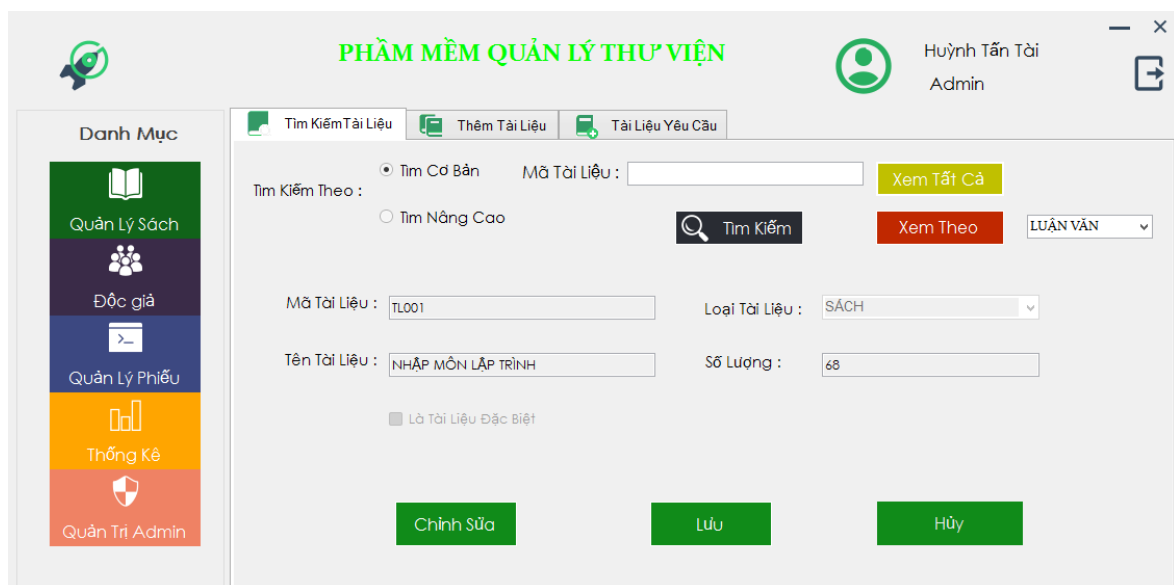 PHẦM MỀM QUẢN LÝ THƯ VIỆN
Huỳnh Tấn Tài
Admin
Danh Mục
Quản Lý Sách
Độc giả
Quản Lý Phiếu
Thống Kê
Quản Trị Admin
Tìm Kiếm Tài Liệu
Thêm Tài Liệu
Tài Liệu Yêu Cầu
Tìm Kiếm Theo :
Tìm Cơ Bản
Tìm Nâng Cao
Mã Tài Liệu :
Xem Tất Cả
Tìm Kiếm
Xem Theo
LUẬN VĂN
Mã Tài Liệu : TL001
Loại Tài Liệu : SÁCH
Tên Tài Liệu : NHẬP MÔN LẬP TRÌNH
Số Lượng : 68
Là Tài Liệu Đặc Biệt
Chỉnh Sửa
Lưu
Hủy